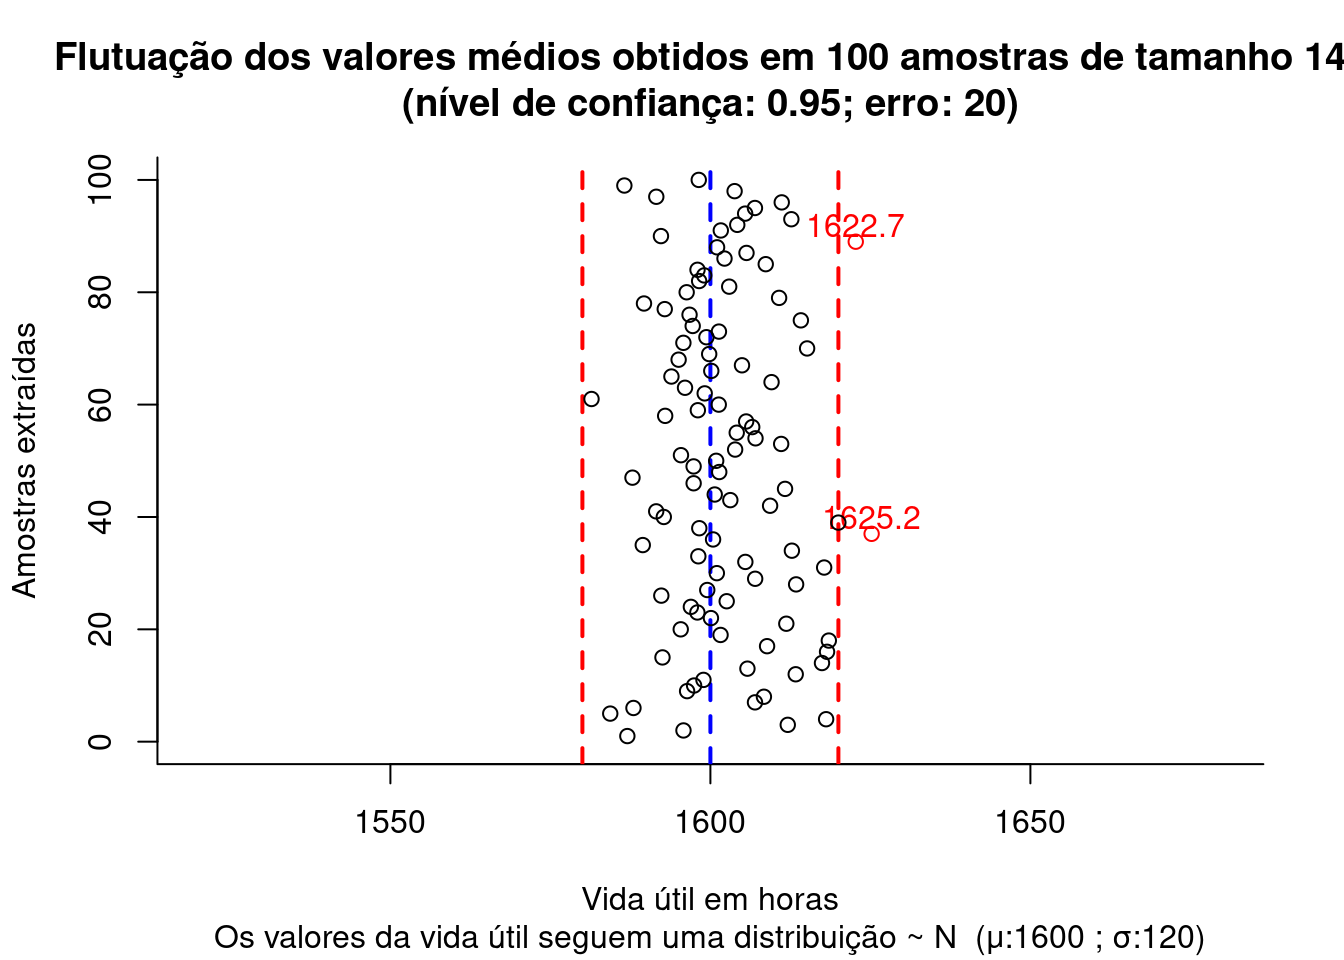 Flutuação dos valores médios obtidos em 100 amostras de tamanho 14
(nível de confiança: 0.95; erro: 20)
Amostras extraídas
100
80
60
40
20
0
1622.7
1625.2
1550
1600
1650
Vida útil em horas
Os valores da vida útil seguem uma distribuição ~ N (μ:1600 ; σ:120)